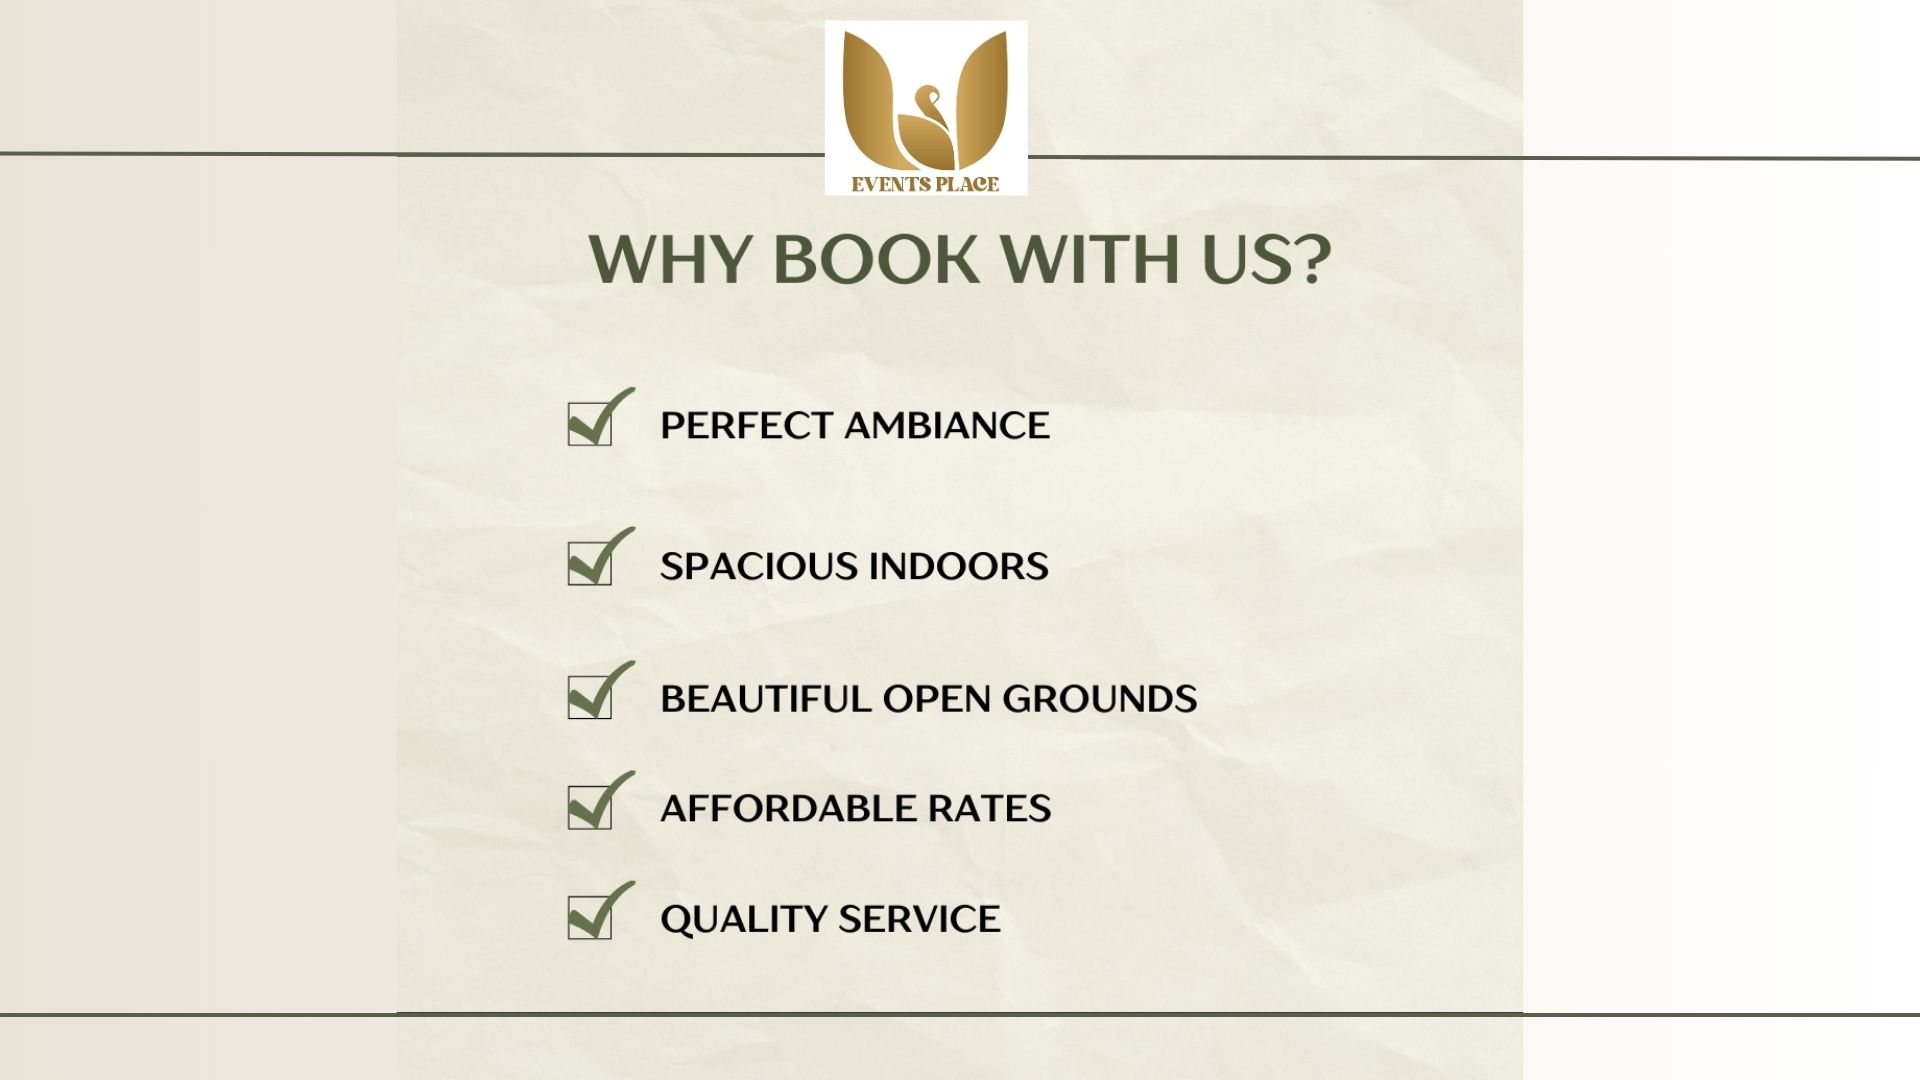 EVENTS PLACE
WHY BOOK WITH US?
PERFECT AMBIANCE
SPACIOUS INDOORS
BEAUTIFUL OPEN GROUNDS
AFFORDABLE RATES
QUALITY SERVICE